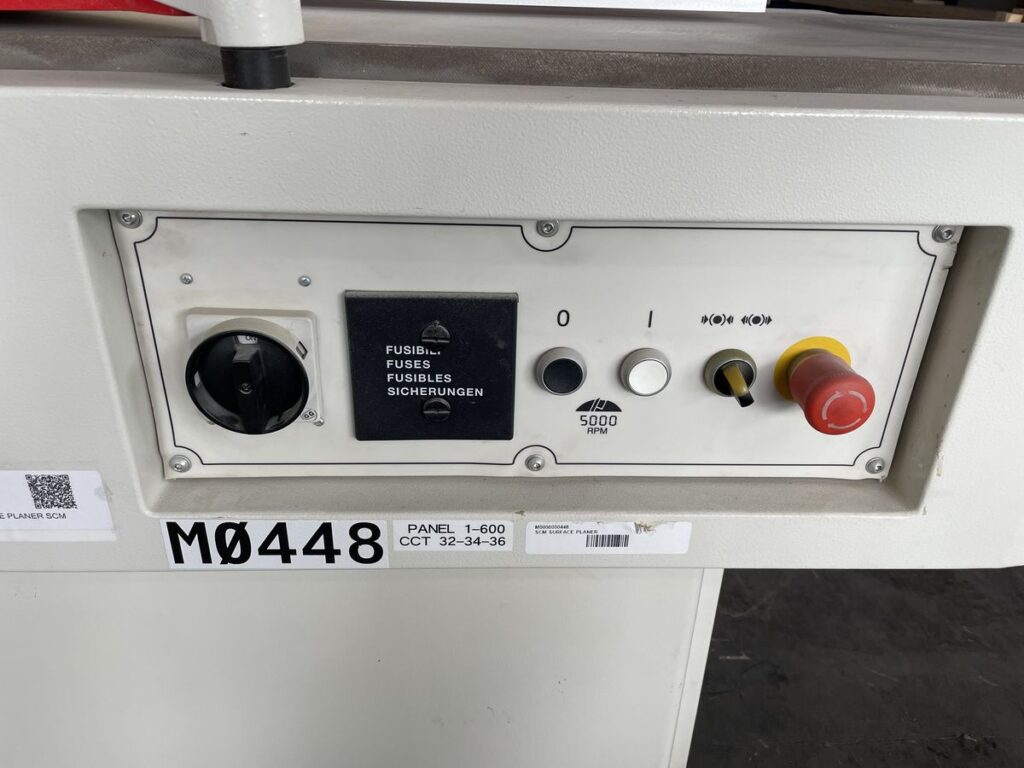 0
I
FUSIBILI
FUSES
FUSIBLES
SICHERUNGEN
5000
RPM
E PLANER SCM
MØ448
PANEL 1-600
CCT 32-34-36
M0000000448
SCM SURFACE PLANER